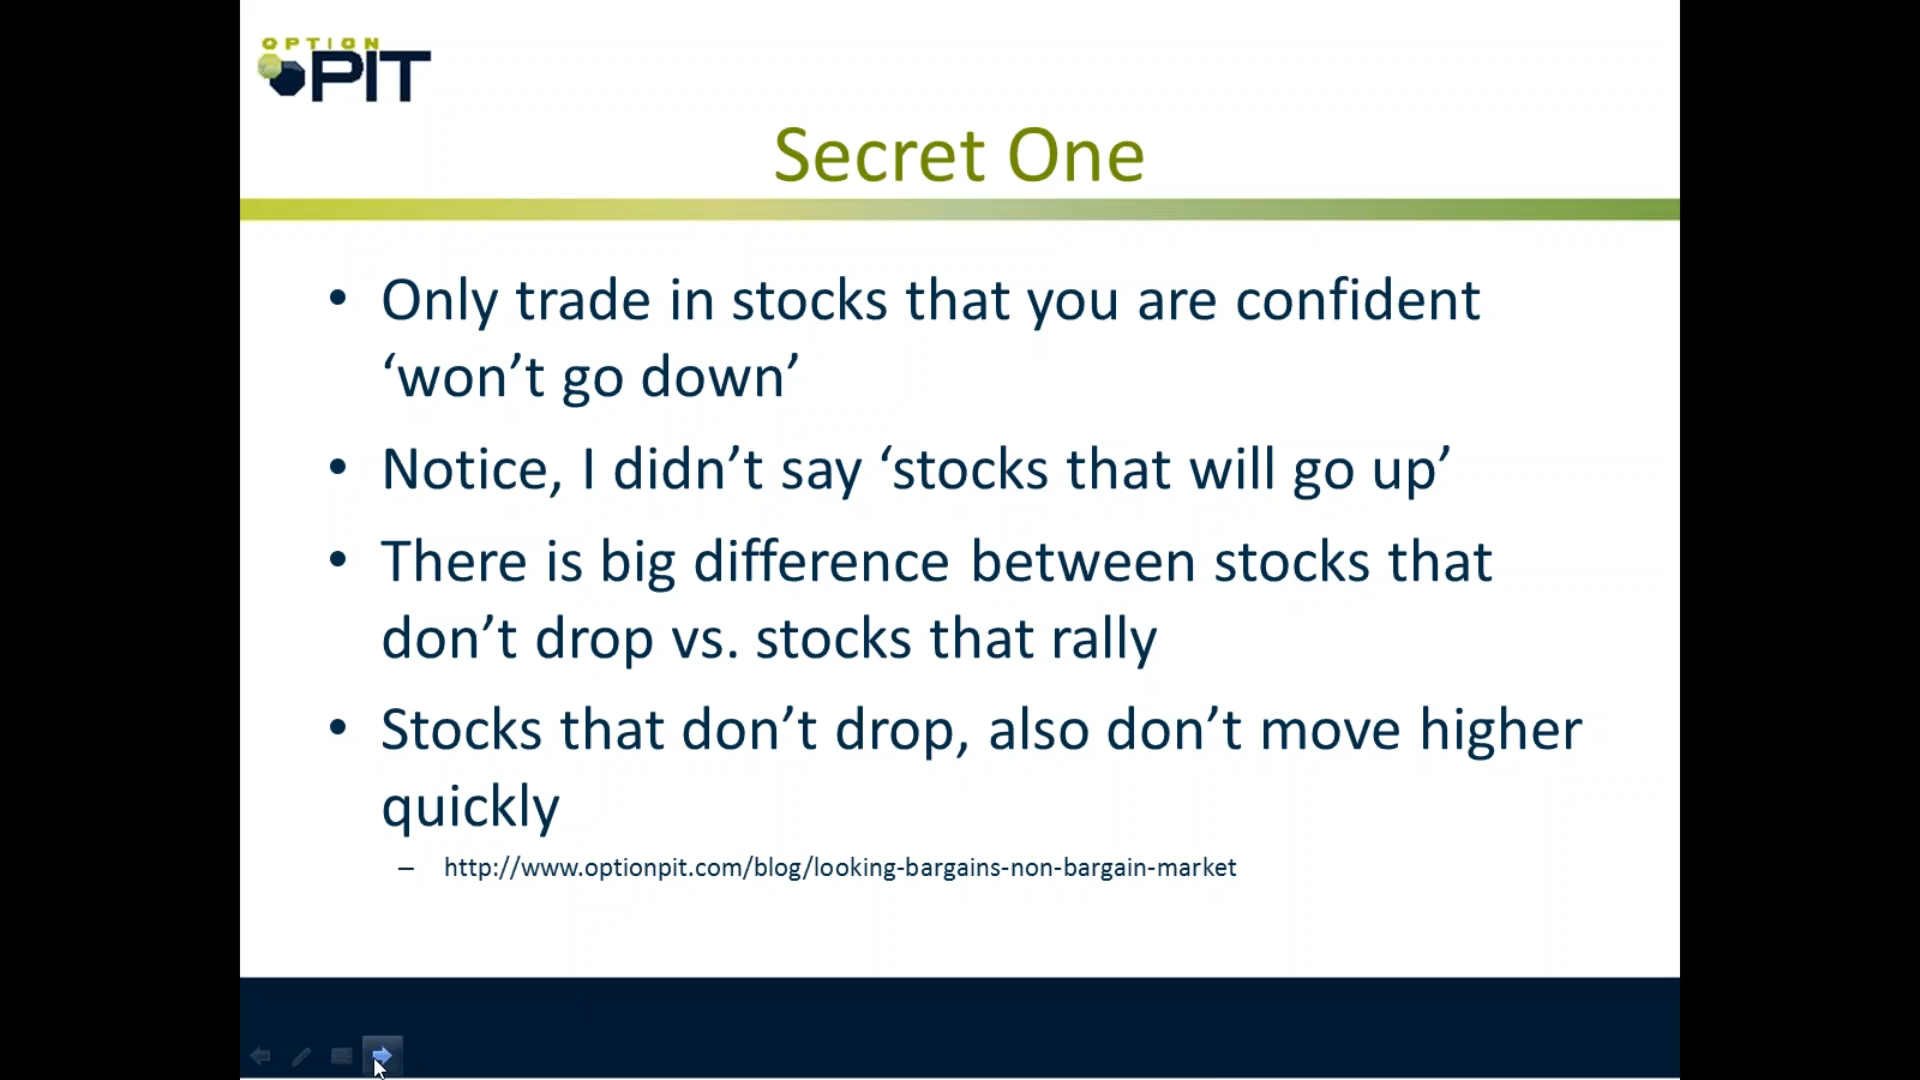 OPTION
PIT
Secret One
• Only trade in stocks that you are confident
‘won’t go down’
• Notice, I didn’t say ‘stocks that will go up’
• There is big difference between stocks that
don’t drop vs. stocks that rally
• Stocks that don’t drop, also don’t move higher
quickly
– http://www.optionpit.com/blog/looking-bargains-non-bargain-market